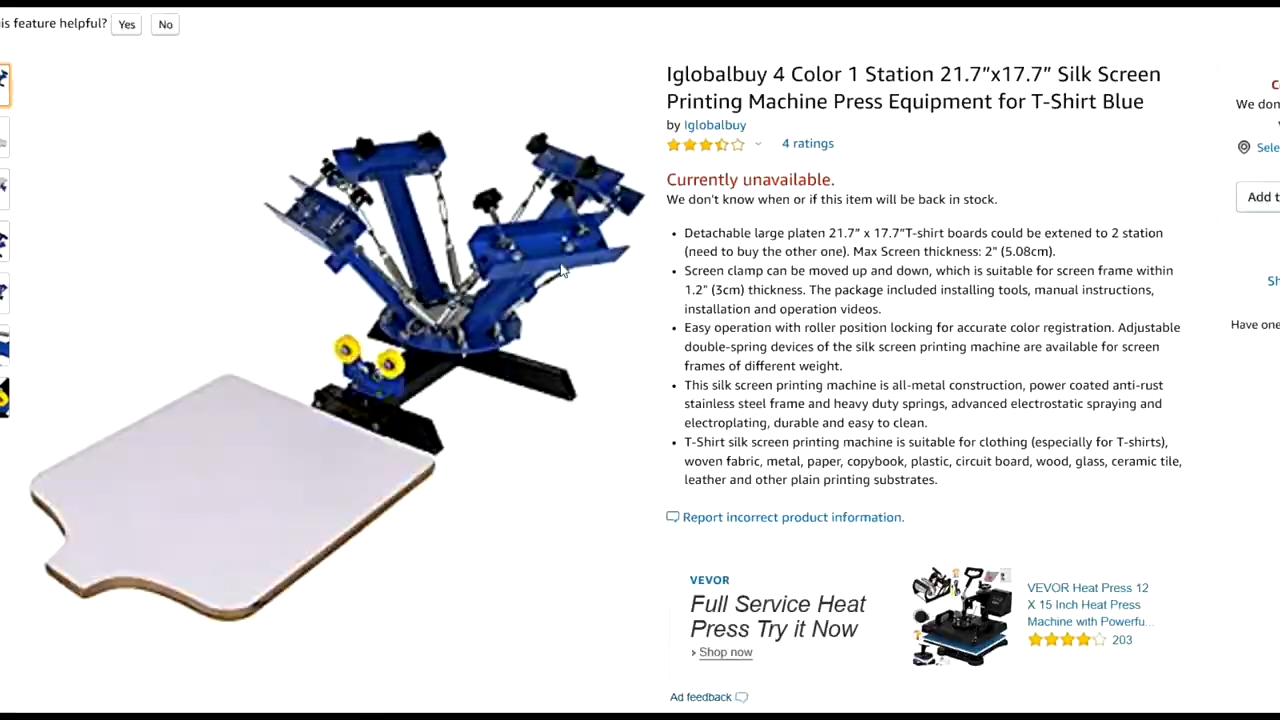 is feature helpful? Yes No
Iglobalbuy 4 Color 1 Station 21.7"x17.7" Silk Screen
Printing Machine Press Equipment for T-Shirt Blue
by Iglobalbuy
4 ratings
Currently unavailable.
We don't know when or if this item will be back in stock.
• Detachable large platen 21.7" x 17.7"T-shirt boards could be extened to 2 station
(need to buy the other one). Max Screen thickness: 2" (5.08cm).
• Screen clamp can be moved up and down, which is suitable for screen frame within
1.2" (3cm) thickness. The package included installing tools, manual instructions,
installation and operation videos.
• Easy operation with roller position locking for accurate color registration. Adjustable
double-spring devices of the silk screen printing machine are available for screen
frames of different weight.
• This silk screen printing machine is all-metal construction, power coated anti-rust
stainless steel frame and heavy duty springs, advanced electrostatic spraying and
electroplating, durable and easy to clean.
• T-Shirt silk screen printing machine is suitable for clothing (especially for T-shirts),
woven fabric, metal, paper, copybook, plastic, circuit board, wood, glass, ceramic tile,
leather and other plain printing substrates.
Report incorrect product information.
VEVOR
Full Service Heat
Press Try it Now
› Shop now
VEVOR Heat Press 12
X 15 Inch Heat Press
Machine with Powerfu...
203
Ad feedback
We don
Sele
Add t
Sh
Have one